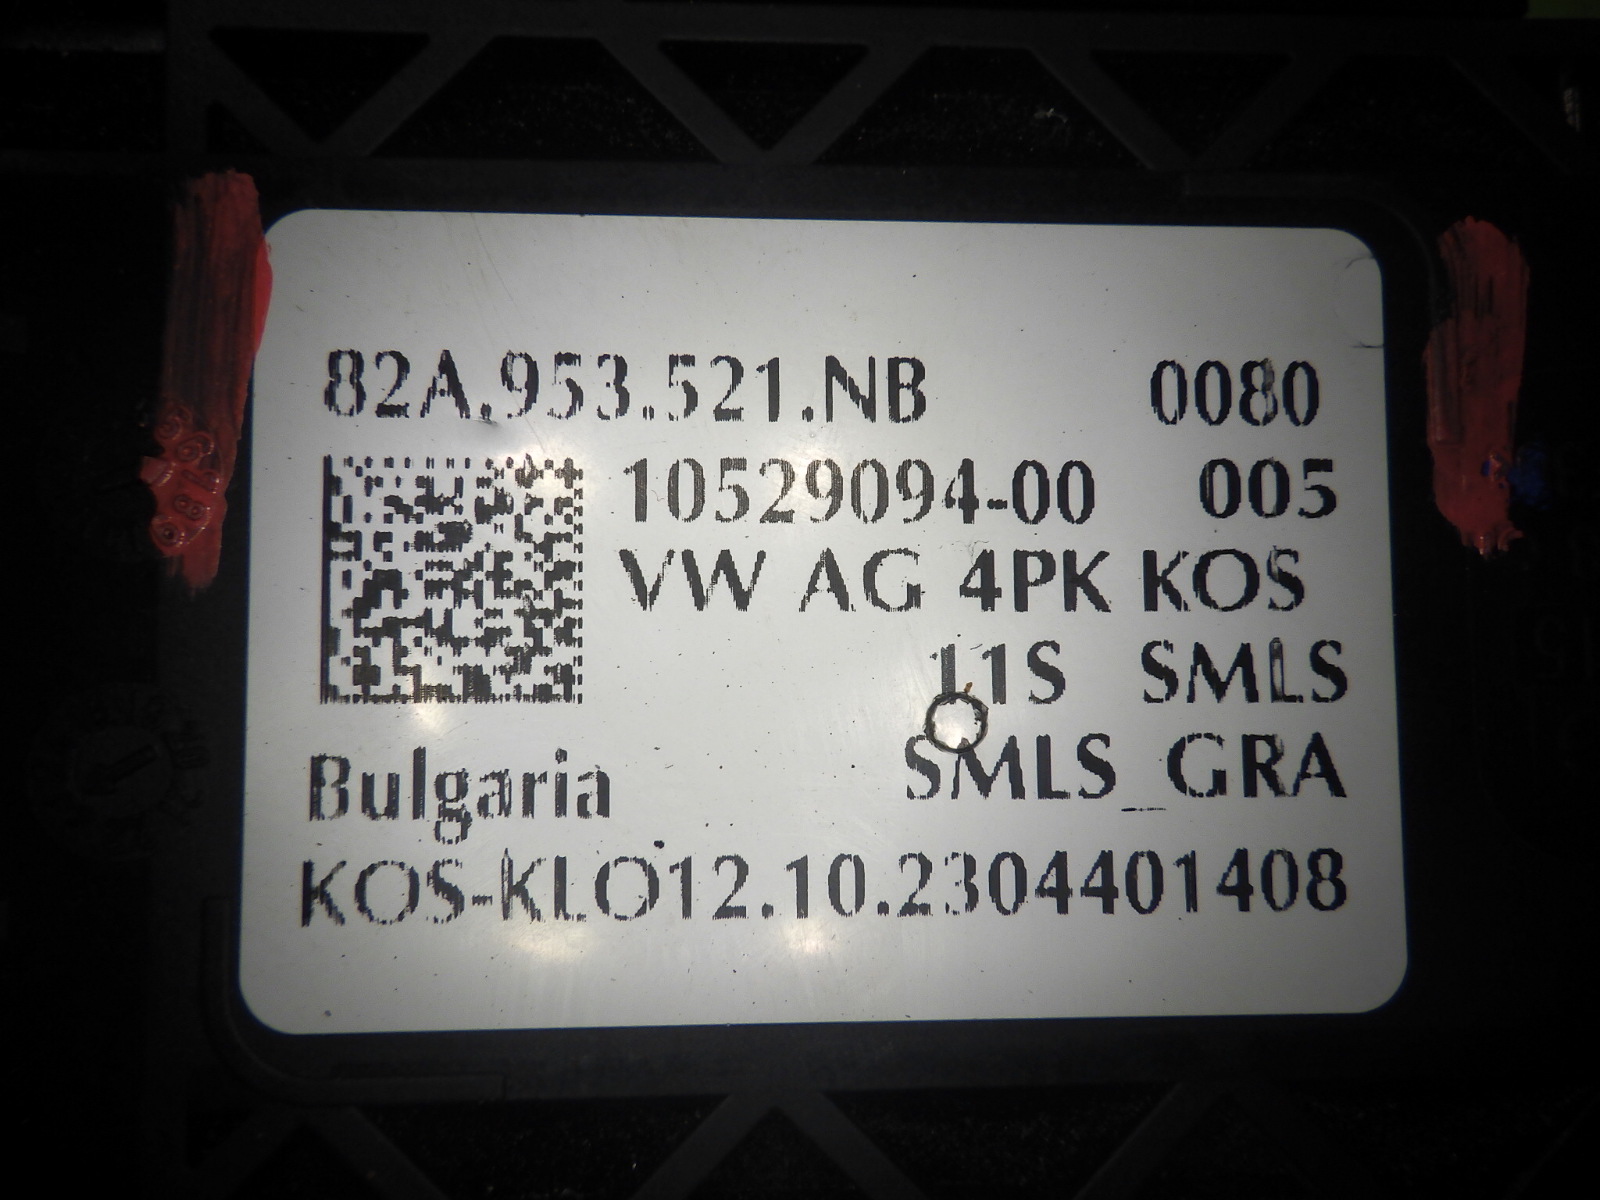 82A.953.521.NB 0080
10529094-00 005
VW AG 4PK KOS
11S SMLS
SMLS_GRA
Bulgaria
KOS-KLO12.10.2304401408